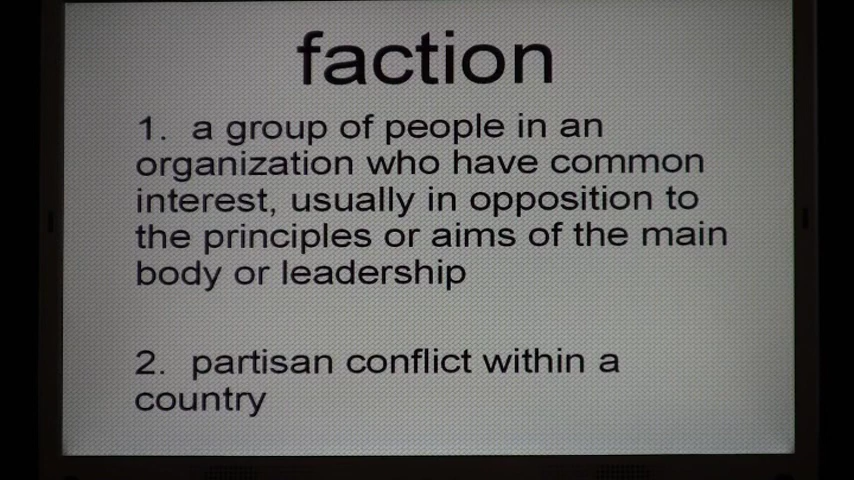 faction
1. a group of people in an
organization who have common
interest, usually in opposition to
the principles or aims of the main
body or leadership
2. partisan conflict within a
country